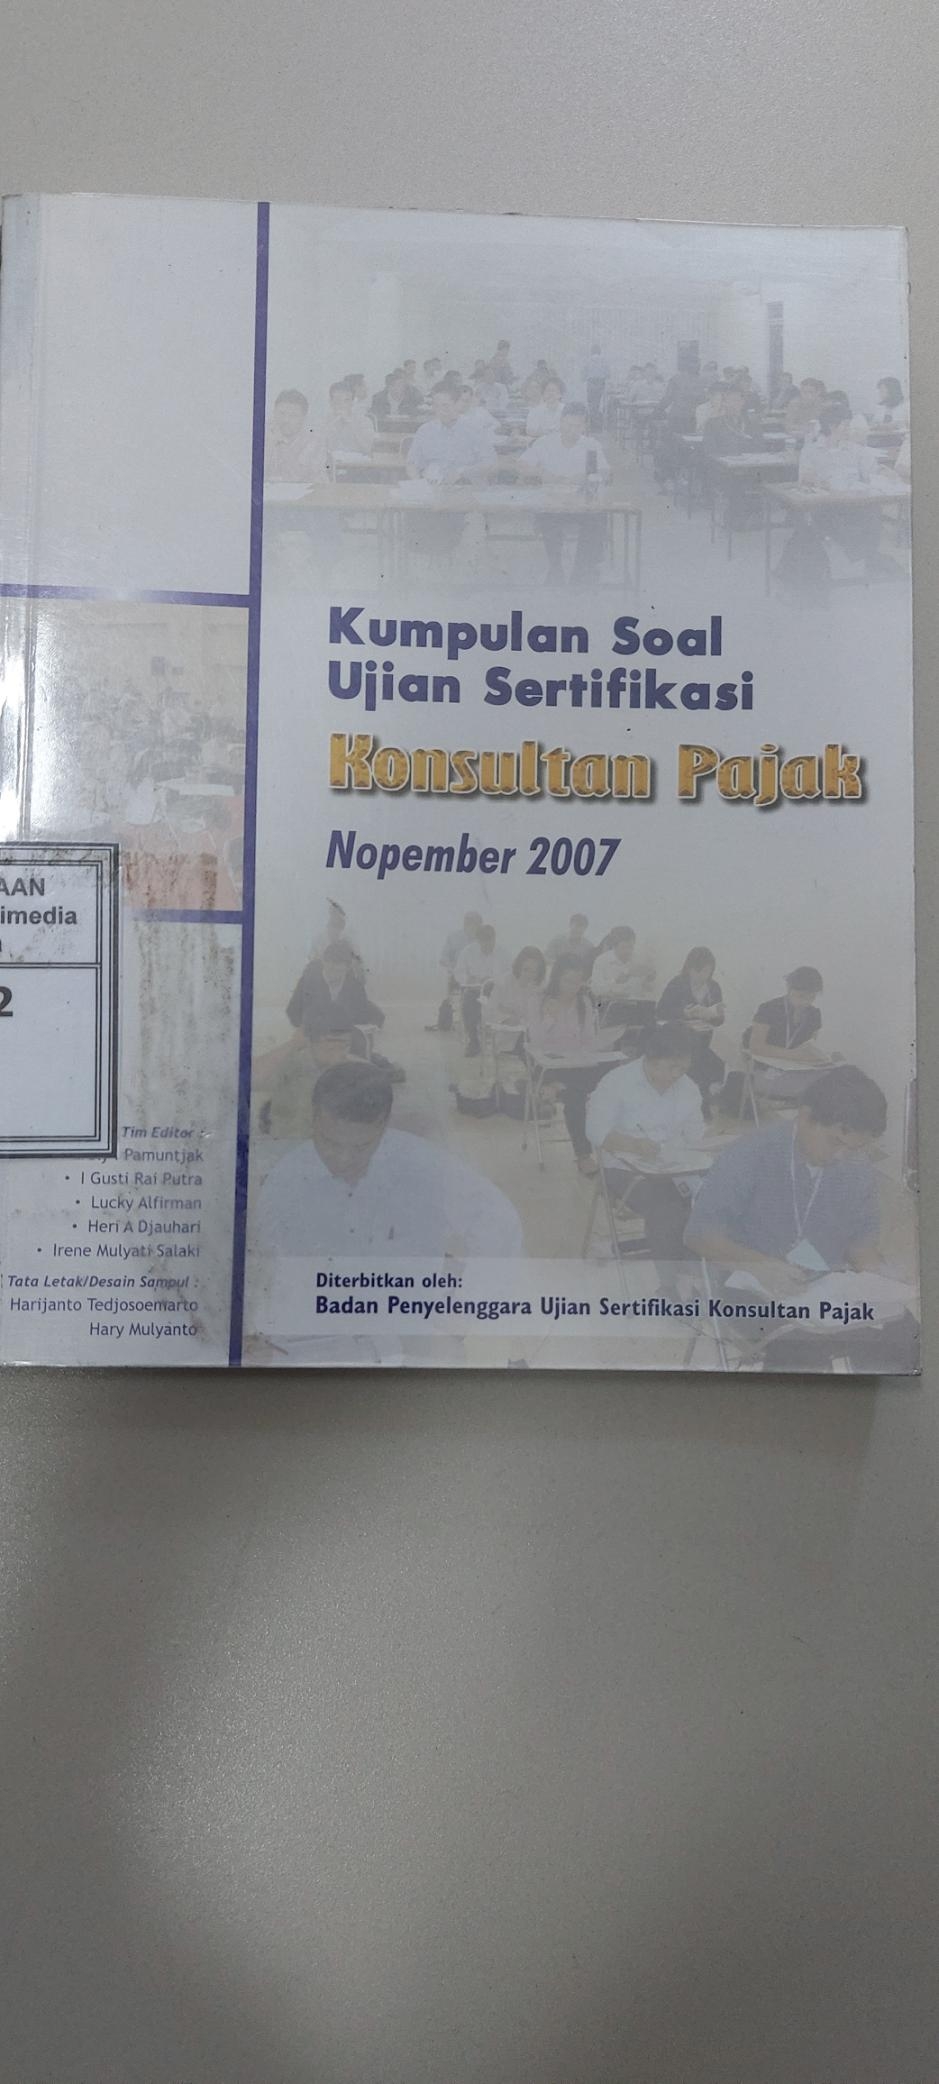 Kumpulan Soal
Ujian Sertifikasi
Konsultan Pajak
Nopember 2007
AAN
imedia
2
Tim Editor :
Pamuntjak
• I Gusti Rai Putra
• Lucky Alfirman
• Heri A Djauhari
• Irene Mulyati Salaki
Tata Letak/Desain Sampul :
Harijanto Tedjosoemarto
Hary Mulyanto
Diterbitkan oleh:
Badan Penyelenggara Ujian Sertifikasi Konsultan Pajak